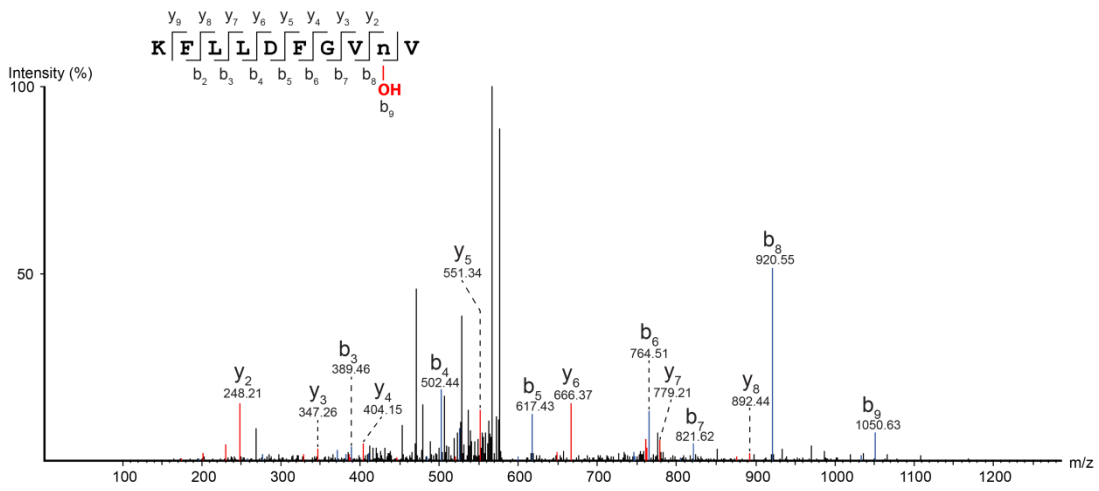 y9 y8 y7 y6 y5 y4 y3 y2
K F L L D F G V n V
b2 b3 b4 b5 b6 b7 b8
OH
b9
Intensity (%)
100
50
y2
248.21
y3
347.26
b3
389.46
y4
404.15
b4
502.44
y5
551.34
b5
617.43
y6
666.37
b6
764.51
y7
779.21
b7
821.62
y8
892.44
b8
920.55
b9
1050.63
100 200 300 400 500 600 700 800 900 1000 1100 1200
m/z